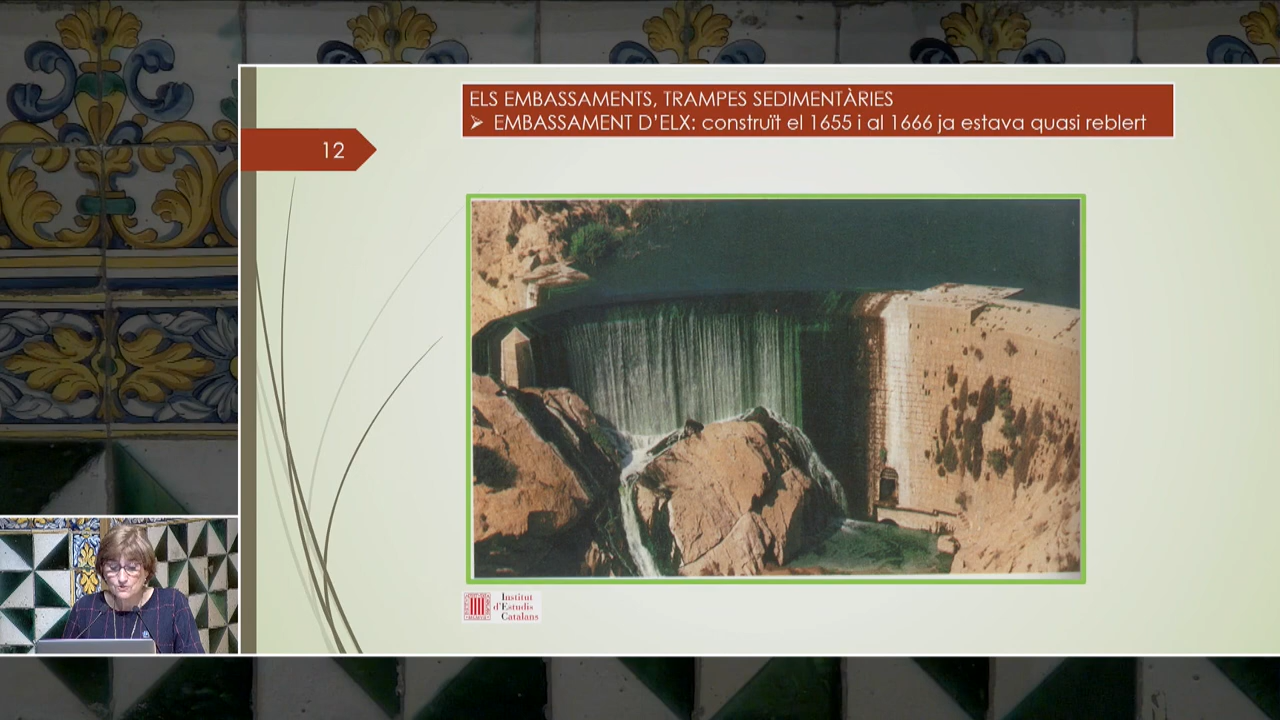 ELS EMBASSAMENTS, TRAMPES SEDIMENTÀRIES
➢ EMBASSAMENT D'ELX: construït el 1655 i al 1666 ja estava quasi reblert
12
Institut
d'Estudis
Catalans